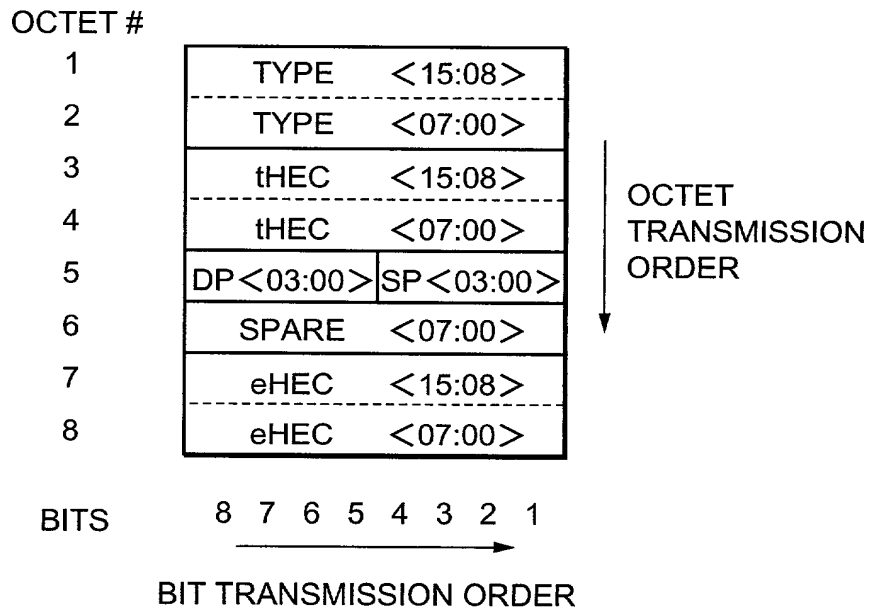 OCTET #
1 TYPE <15:08>
2 TYPE <07:00>
3 tHEC <15:08>
4 tHEC <07:00>
5 DP<03:00> SP<03:00>
6 SPARE <07:00>
7 eHEC <15:08>
8 eHEC <07:00>
OCTET
TRANSMISSION
ORDER
BITS 8 7 6 5 4 3 2 1
BIT TRANSMISSION ORDER